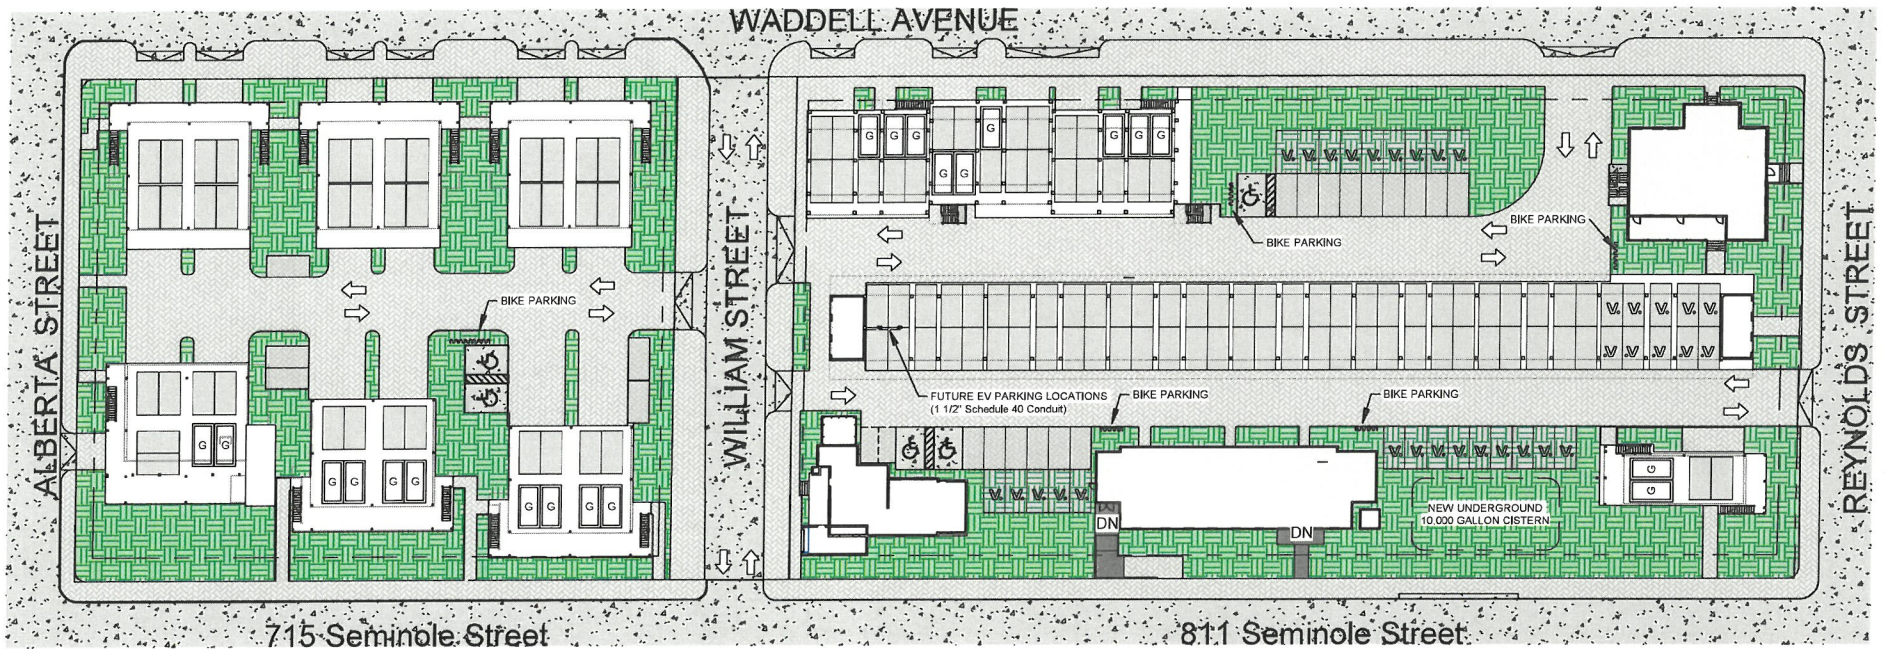 WADDELL AVENUE
G G G
G
G G G
G G
V. V. V. V. V. V. V. V. V.
BIKE PARKING
BIKE PARKING
ALBERTA STREET
WILLIAM STREET
REYNOLDS STREET
BIKE PARKING
V. V. V. V. V.
.V .V .V .V .V
FUTURE EV PARKING LOCATIONS
(1 1/2" Schedule 40 Conduit)
BIKE PARKING
BIKE PARKING
G G
G G G G
G G G G
V. V. V. V. V.
V. V. V. V. V. V. V. V. V.
G
G
NEW UNDERGROUND
10,000 GALLON CISTERN
DN
DN
715 Seminole Street
811 Seminole Street